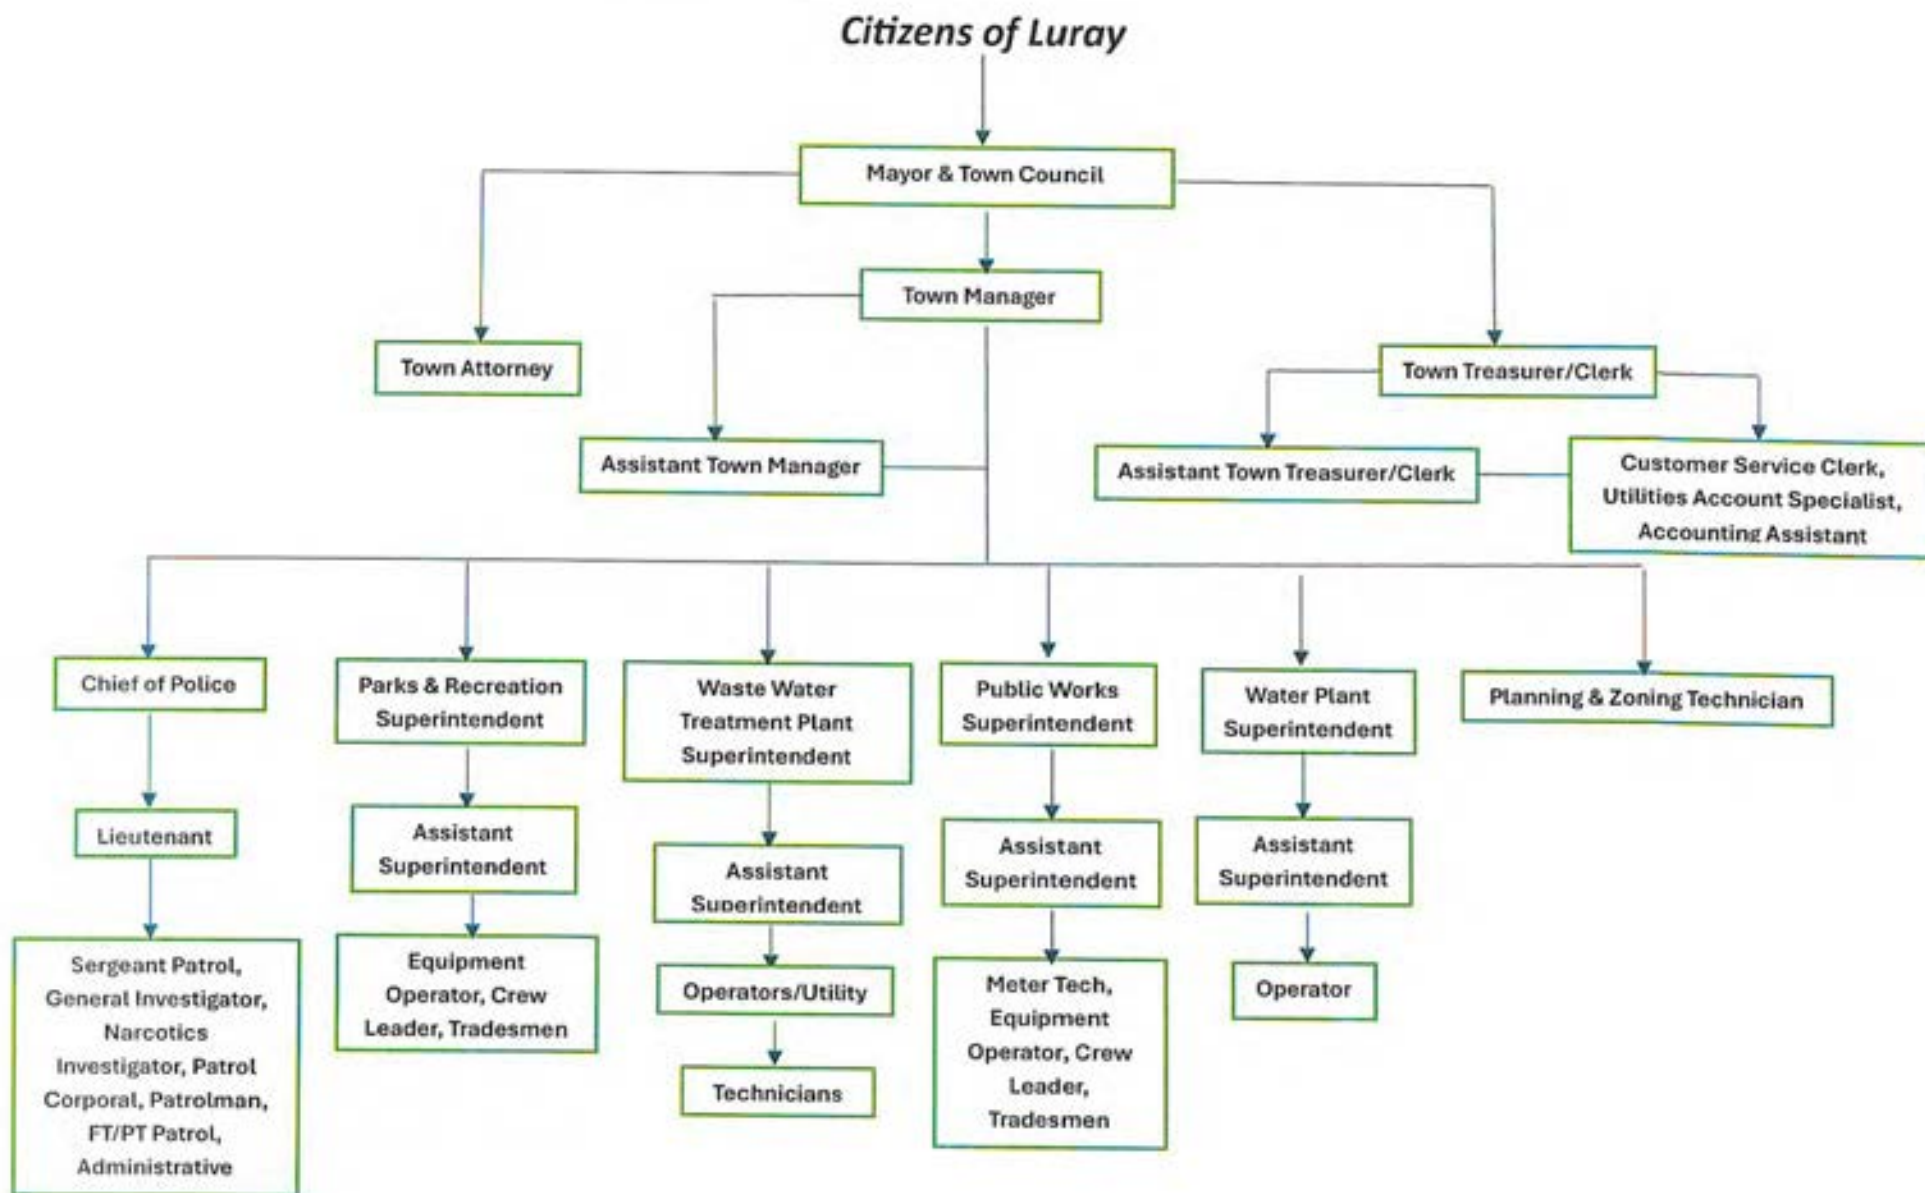 Citizens of Luray
Mayor & Town Council
Town Manager
Town Attorney
Town Treasurer/Clerk
Assistant Town Manager
Assistant Town Treasurer/Clerk
Customer Service Clerk,
Utilities Account Specialist,
Accounting Assistant
Chief of Police
Parks & Recreation
Superintendent
Waste Water
Treatment Plant
Superintendent
Public Works
Superintendent
Water Plant
Superintendent
Planning & Zoning Technician
Lieutenant
Assistant
Superintendent
Assistant
Superintendent
Assistant
Superintendent
Assistant
Superintendent
Sergeant Patrol,
General Investigator,
Narcotics
Investigator, Patrol
Corporal, Patrolman,
FT/PT Patrol,
Administrative
Equipment
Operator, Crew
Leader, Tradesmen
Operators/Utility
Technicians
Meter Tech,
Equipment
Operator, Crew
Leader,
Tradesmen
Operator